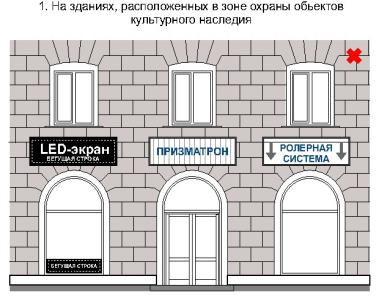 1. На зданиях, расположенных в зоне охраны объектов
культурного наследия
LED-экран
БЕГУЩАЯ СТРОКА
ПРИЗМАТРОН
РОЛЕРНАЯ
СИСТЕМА
БЕГУЩАЯ СТРОКА